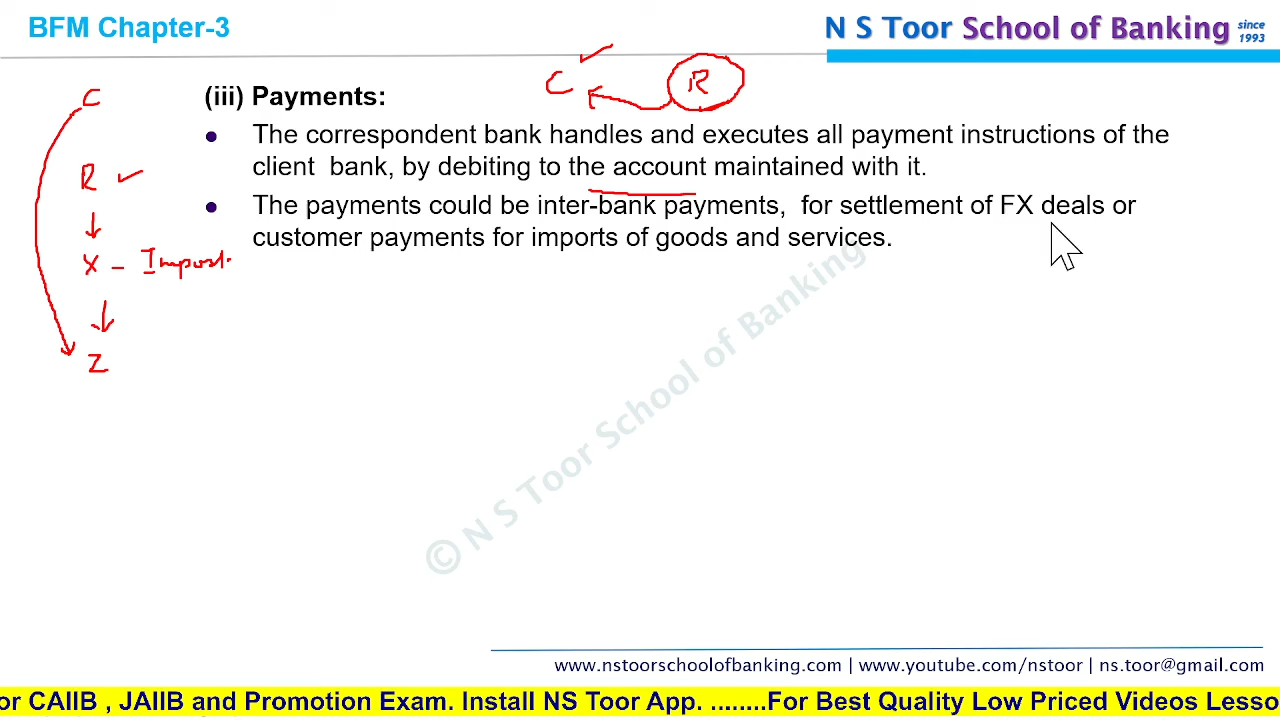 BFM Chapter-3
N S Toor School of Banking since 1993
C R
C
(iii) Payments:
The correspondent bank handles and executes all payment instructions of the
client bank, by debiting to the account maintained with it.
R
The payments could be inter-bank payments, for settlement of FX deals or
customer payments for imports of goods and services.
X - Import.
Z
© N S Toor School of Banking
www.nstoorschoolofbanking.com | www.youtube.com/nstoor | ns.toor@gmail.com
or CAIIB , JAIIB and Promotion Exam. Install NS Toor App. ........For Best Quality Low Priced Videos Lesso